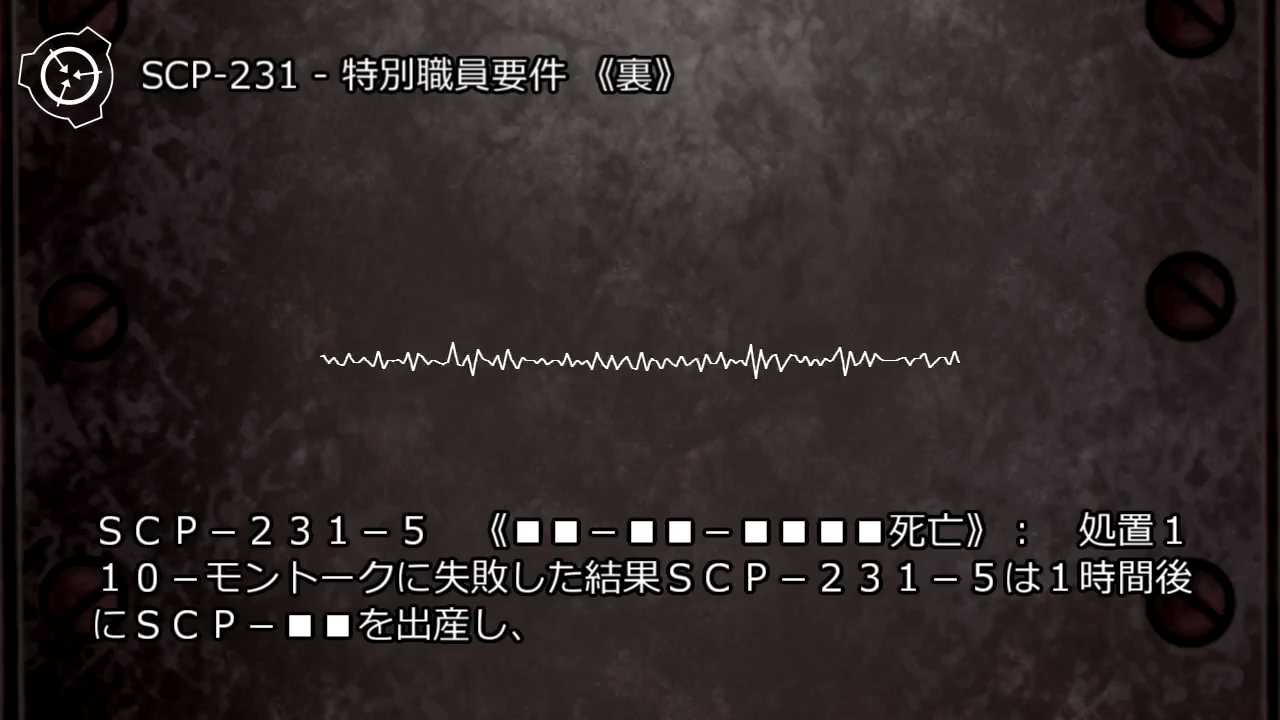 SCP-231 - 特別職員要件 《裏》
ＳＣＰ－２３１－５　《■■－■■－■■■■死亡》：　処置１
１０－モントークに失敗した結果ＳＣＰ－２３１－５は１時間後
にＳＣＰ－■■を出産し、